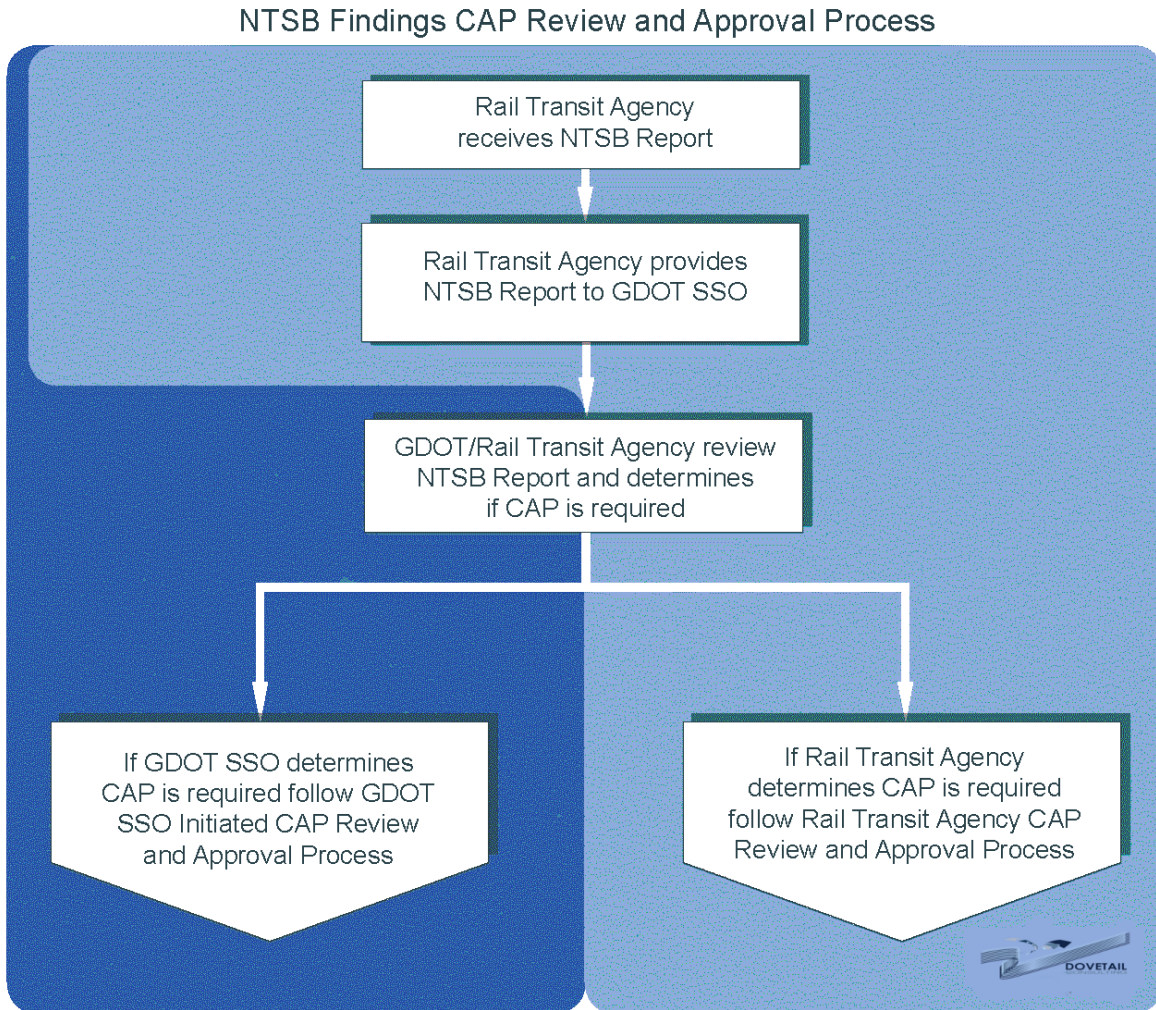 NTSB Findings CAP Review and Approval Process
Rail Transit Agency
receives NTSB Report
Rail Transit Agency provides
NTSB Report to GDOT SSO
GDOT/Rail Transit Agency review
NTSB Report and determines
if CAP is required
If GDOT SSO determines
CAP is required follow GDOT
SSO Initiated CAP Review
and Approval Process
If Rail Transit Agency
determines CAP is required
follow Rail Transit Agency CAP
Review and Approval Process
DOVETAIL